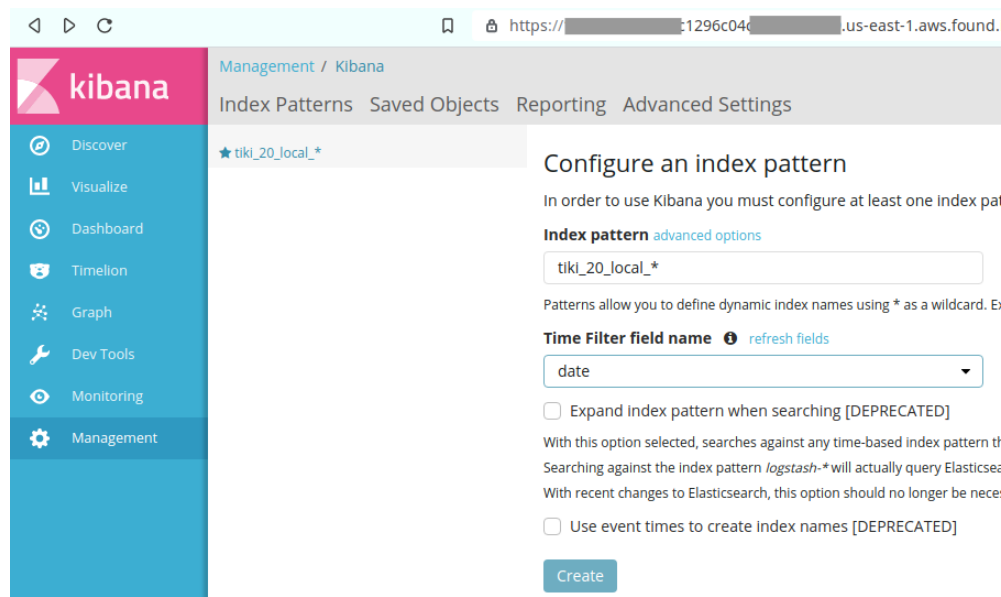 https:// :1296c04 .us-east-1.aws.found.
kibana
Discover
Visualize
Dashboard
Timelion
Graph
Dev Tools
Monitoring
Management
Management / Kibana
Index Patterns Saved Objects Reporting Advanced Settings
tiki_20_local_*
Configure an index pattern
In order to use Kibana you must configure at least one index pat
Index pattern advanced options
tiki_20_local_*
Patterns allow you to define dynamic index names using * as a wildcard. Ex
Time Filter field name refresh fields
date
Expand index pattern when searching [DEPRECATED]
With this option selected, searches against any time-based index pattern th
Searching against the index pattern logstash-* will actually query Elasticsea
With recent changes to Elasticsearch, this option should no longer be neces
Use event times to create index names [DEPRECATED]
Create